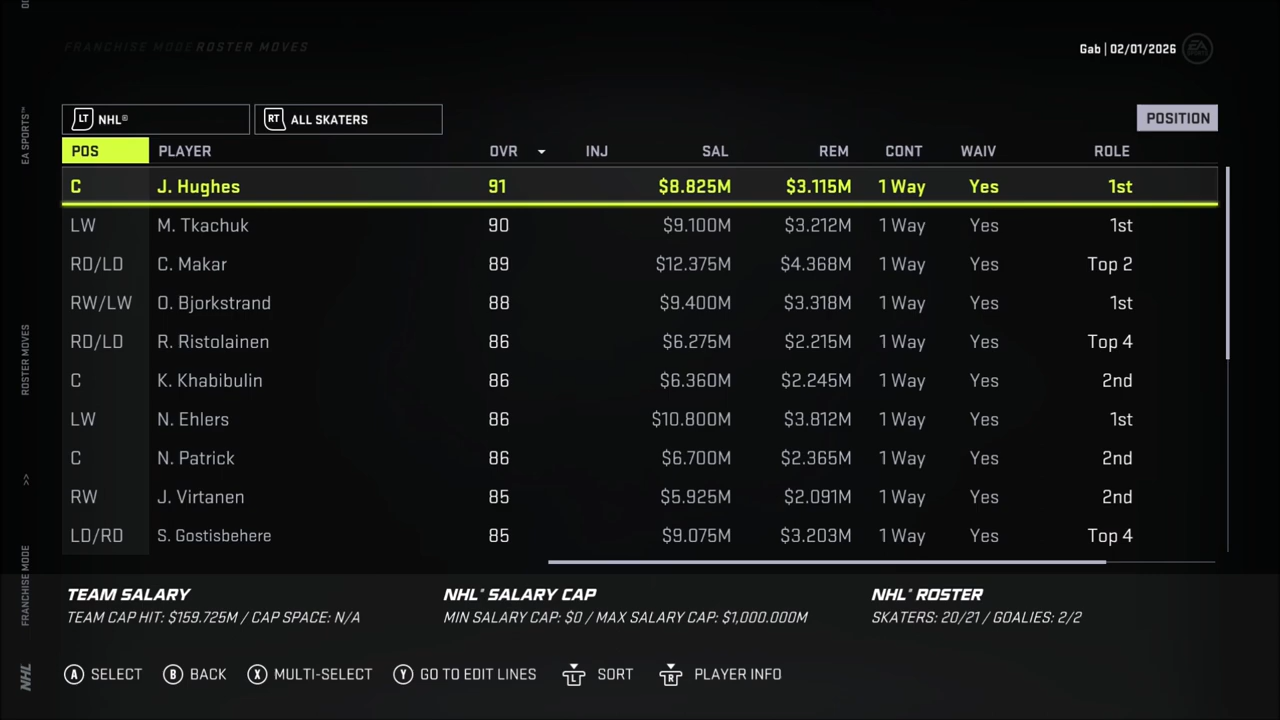 FRANCHISE MODE ROSTER MOVES
Gab | 02/01/2026
LT NHL® RT ALL SKATERS POSITION
POS PLAYER OVR INJ SAL REM CONT WAIV ROLE
C J. Hughes 91 $8.825M $3.115M 1 Way Yes 1st
LW M. Tkachuk 90 $9.100M $3.212M 1 Way Yes 1st
RD/LD C. Makar 89 $12.375M $4.368M 1 Way Yes Top 2
RW/LW O. Bjorkstrand 88 $9.400M $3.318M 1 Way Yes 1st
RD/LD R. Ristolainen 86 $6.275M $2.215M 1 Way Yes Top 4
C K. Khabibulin 86 $6.360M $2.245M 1 Way Yes 2nd
LW N. Ehlers 86 $10.800M $3.812M 1 Way Yes 1st
C N. Patrick 86 $6.700M $2.365M 1 Way Yes 2nd
RW J. Virtanen 85 $5.925M $2.091M 1 Way Yes 2nd
LD/RD S. Gostisbehere 85 $9.075M $3.203M 1 Way Yes Top 4
TEAM SALARY NHL® SALARY CAP NHL® ROSTER
TEAM CAP HIT: $159.725M / CAP SPACE: N/A MIN SALARY CAP: $0 / MAX SALARY CAP: $1,000.000M SKATERS: 20/21 / GOALIES: 2/2
A SELECT B BACK X MULTI-SELECT Y GO TO EDIT LINES L SORT R PLAYER INFO
NHL FRANCHISE MODE >> ROSTER MOVES EA SPORTS™